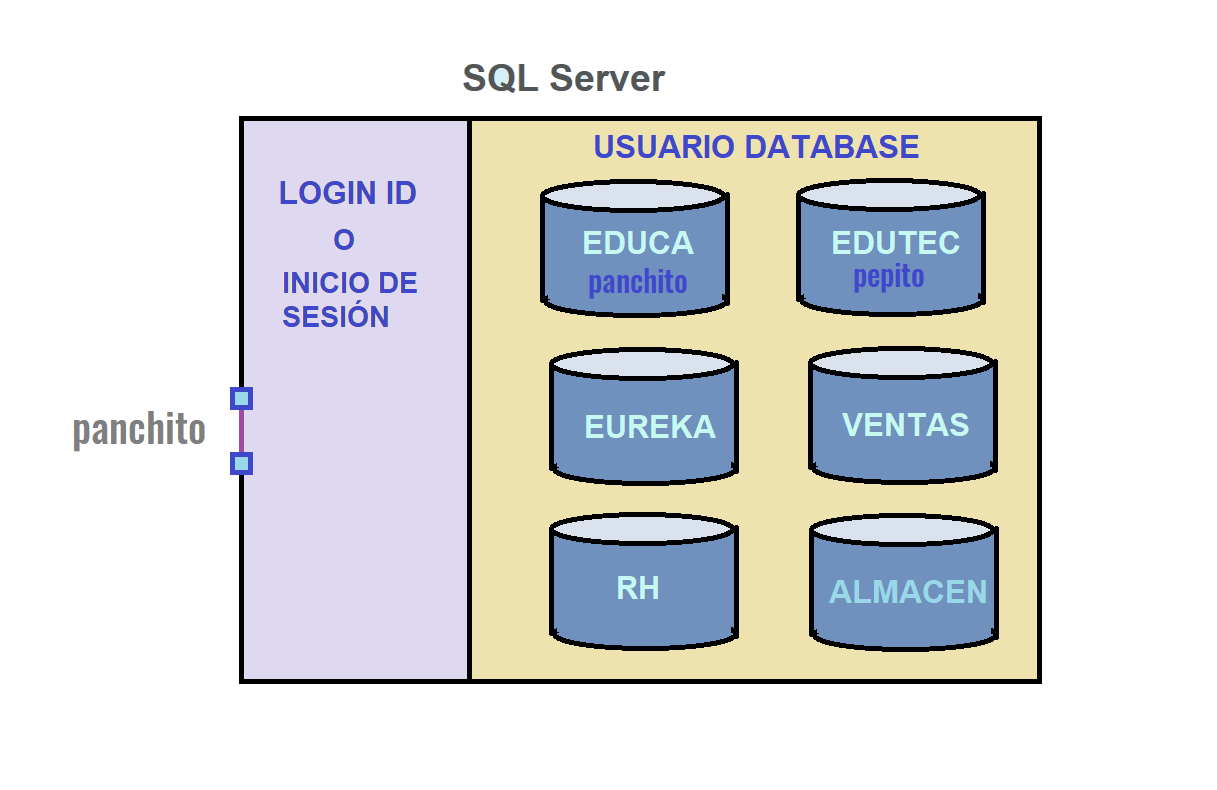 SQL Server
USUARIO DATABASE
LOGIN ID
O
INICIO DE
SESIÓN
panchito
EDUCA
panchito
EDUTEC
pepito
EUREKA
VENTAS
RH
ALMACEN